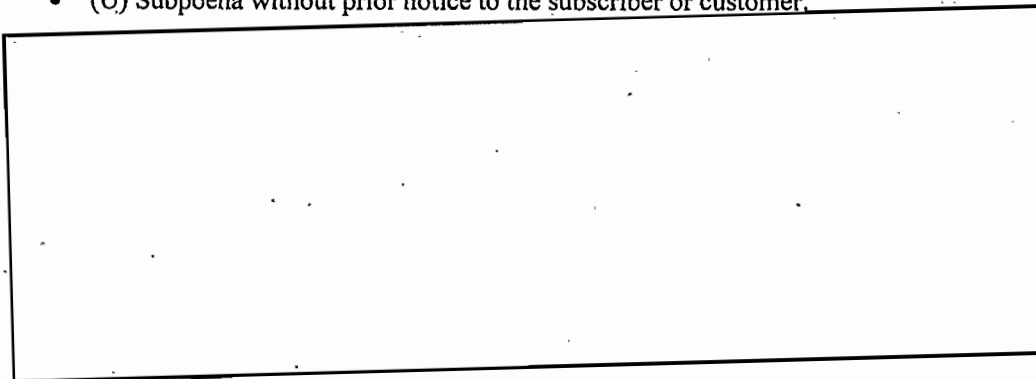 • (U) Subpoena without prior notice to the subscriber or customer.